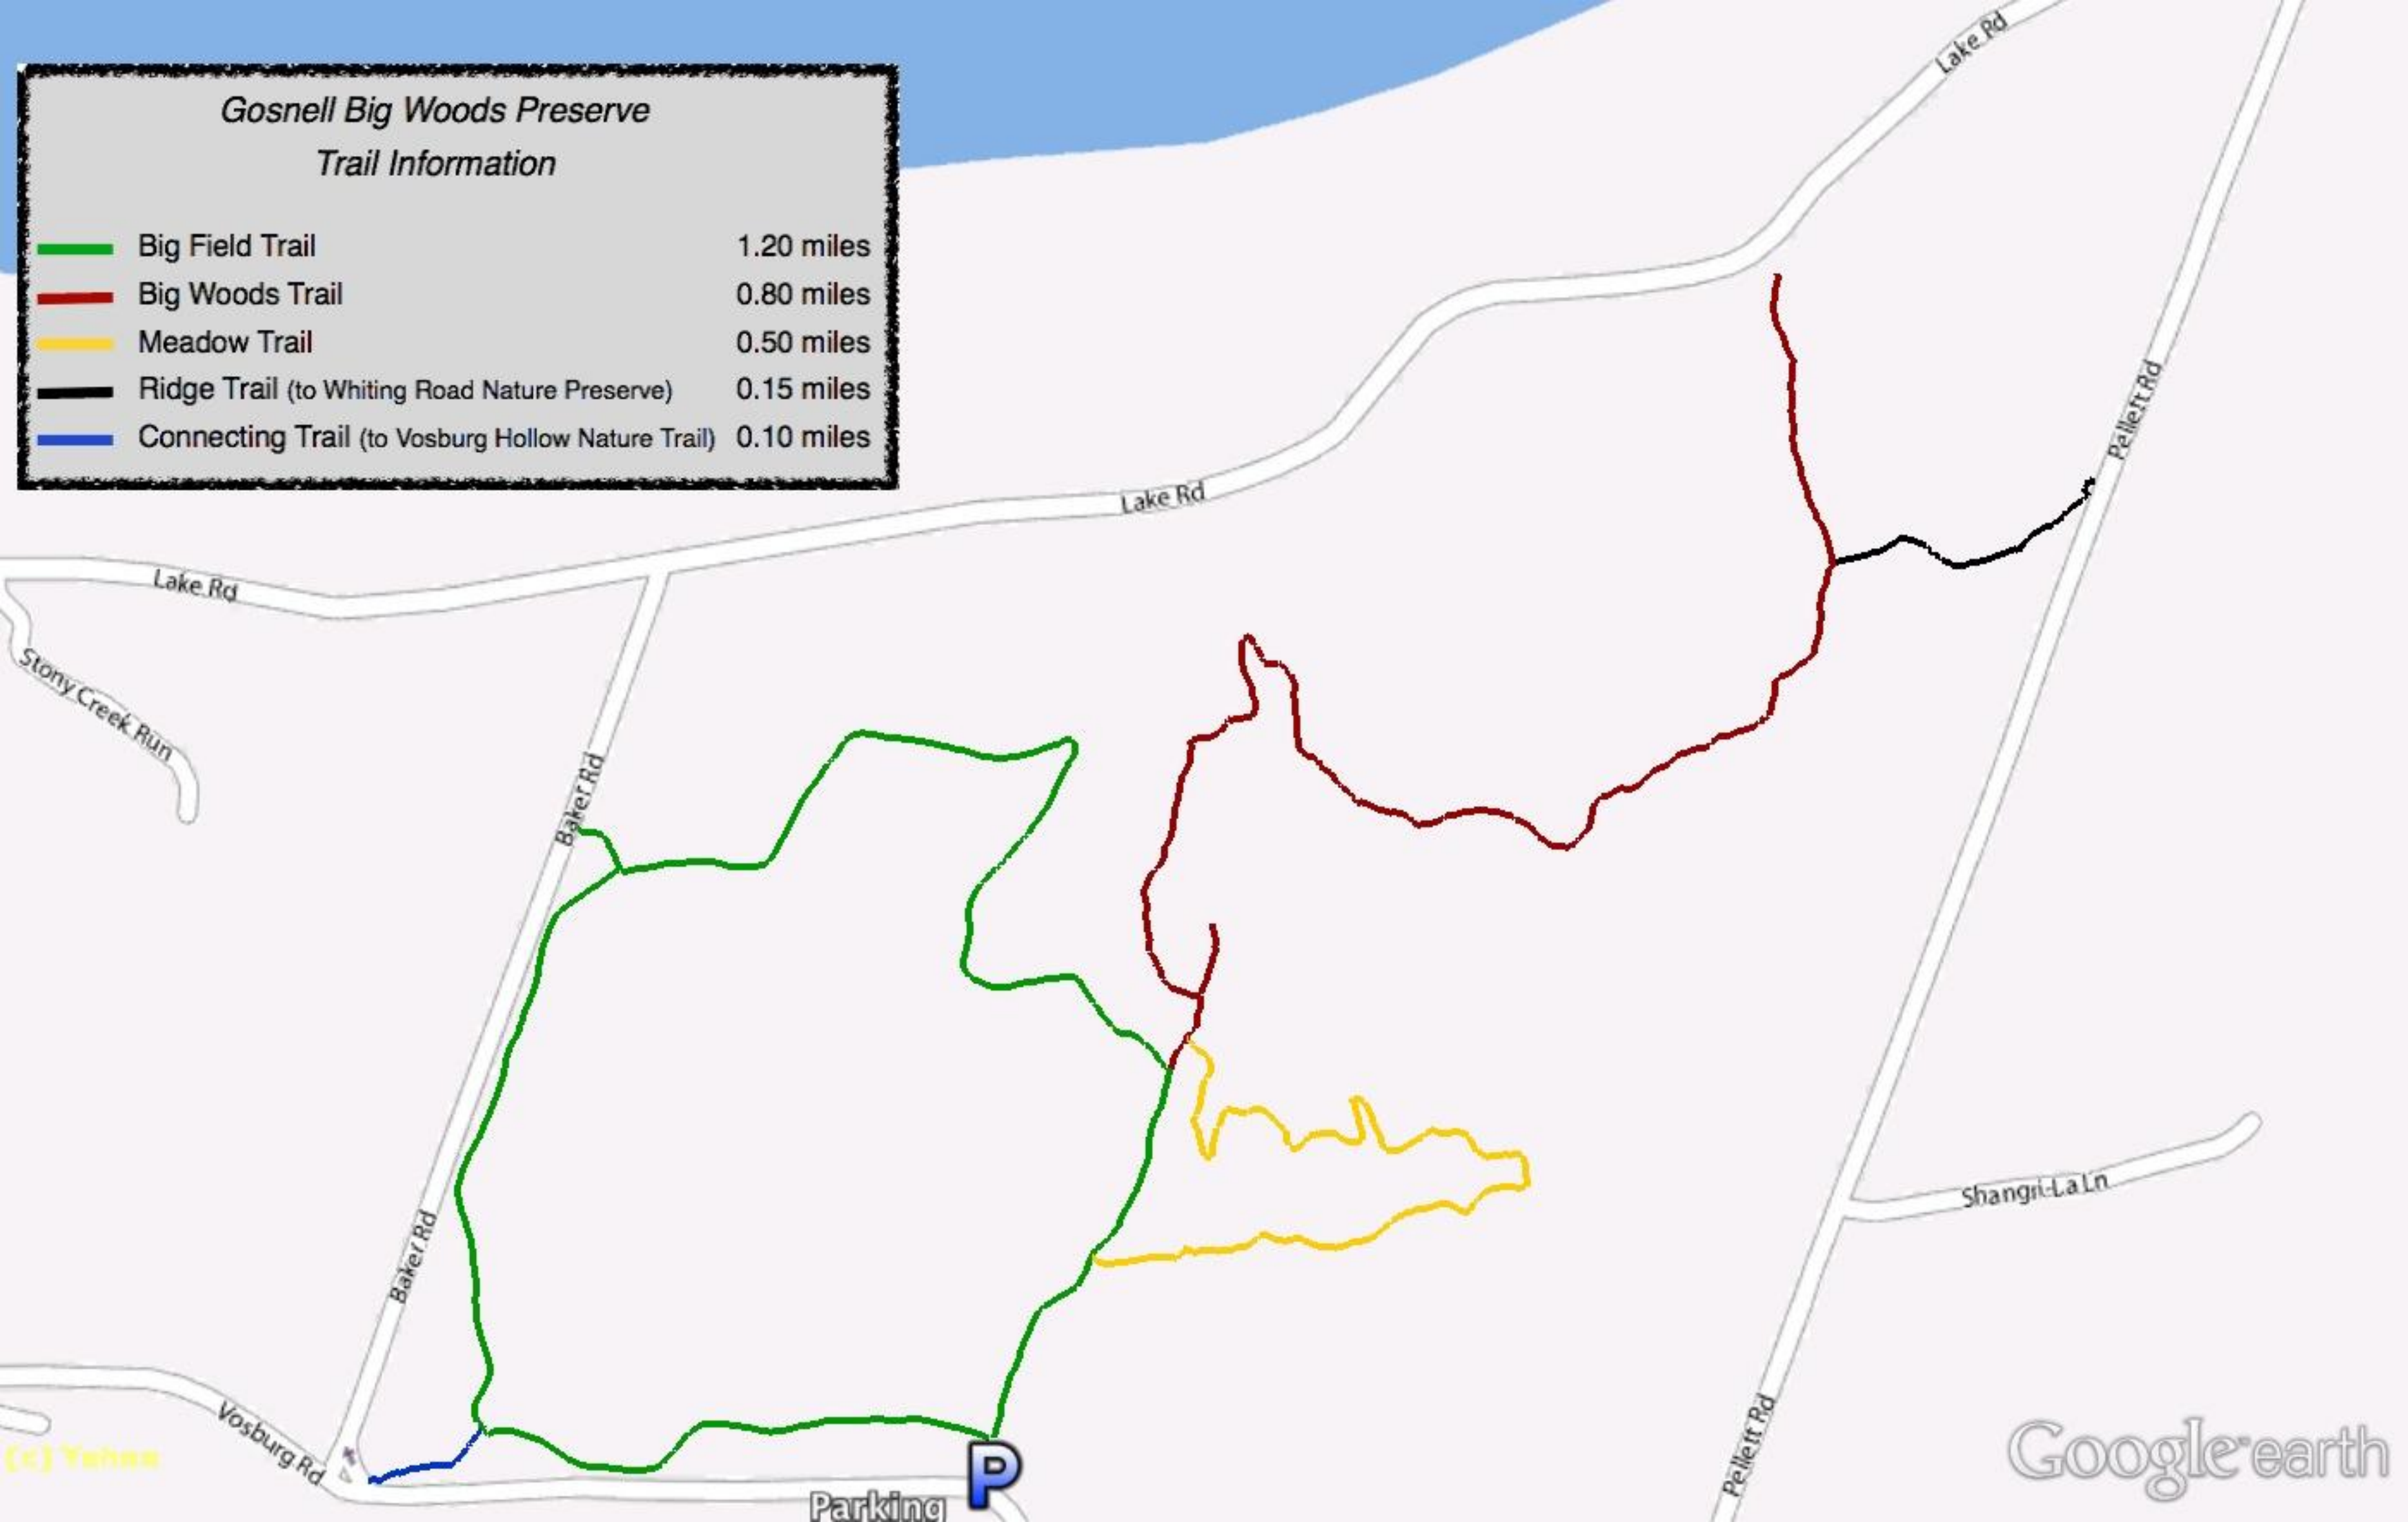 Gosnell Big Woods Preserve
Trail Information
Big Field Trail 1.20 miles
Big Woods Trail 0.80 miles
Meadow Trail 0.50 miles
Ridge Trail (to Whiting Road Nature Preserve) 0.15 miles
Connecting Trail (to Vosburg Hollow Nature Trail) 0.10 miles
Lake Rd
Pellett Rd
Lake Rd
Lake Rd
Stony Creek Run
Baker Rd
Shangri-La Ln
Baker Rd
Vosburg Rd
Pellett Rd
(c) Yahoo
P
Parking
Google earth